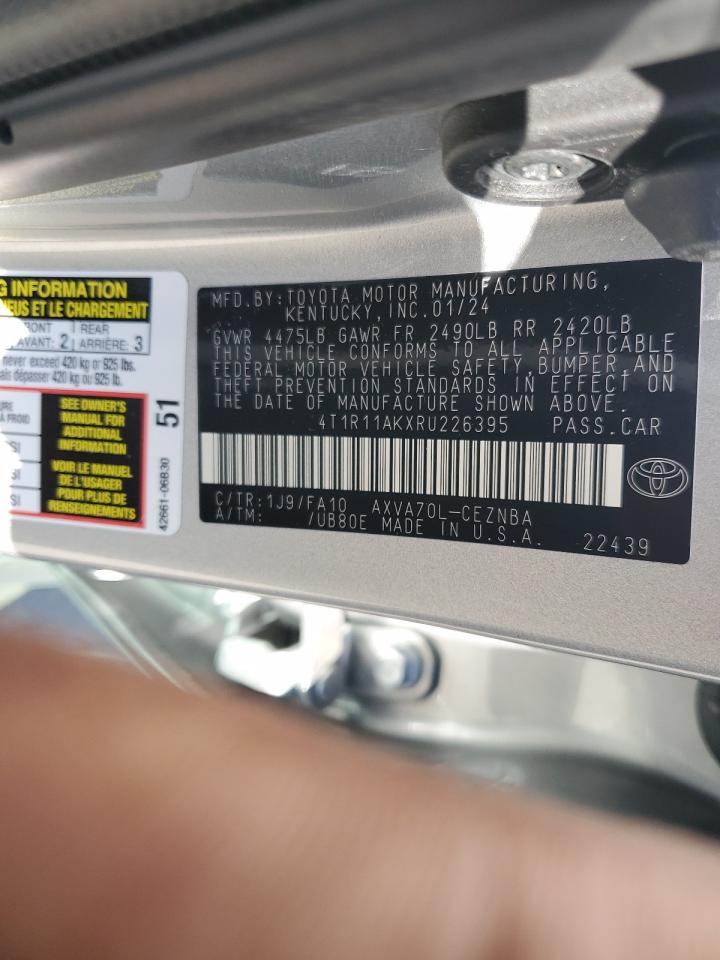 G INFORMATION
NEUS ET LE CHARGEMENT
FRONT REAR
AVANT: 2 ARRIÈRE: 3
never exceed 420 kg or 925 lbs.
dépasser 420 kg ou 925 lb.
À FROID
SEE OWNER'S
MANUAL FOR
ADDITIONAL
INFORMATION
VOIR LE MANUEL
DE L'USAGER
POUR PLUS DE
RENSEIGNEMENTS
51
42661-06B30
MFD.BY:TOYOTA MOTOR MANUFACTURING,
KENTUCKY,INC.01/24
GVWR 4475LB GAWR FR 2490LB RR 2420LB
THIS VEHICLE CONFORMS TO ALL APPLICABLE
FEDERAL MOTOR VEHICLE SAFETY,BUMPER,AND
THEFT PREVENTION STANDARDS IN EFFECT ON
THE DATE OF MANUFACTURE SHOWN ABOVE.
4T1R11AKXRU226395 PASS.CAR
C/TR:1J9/FA10 AXVA70L-CEZNBA
A/TM: /UB80E MADE IN U.S.A. 22439